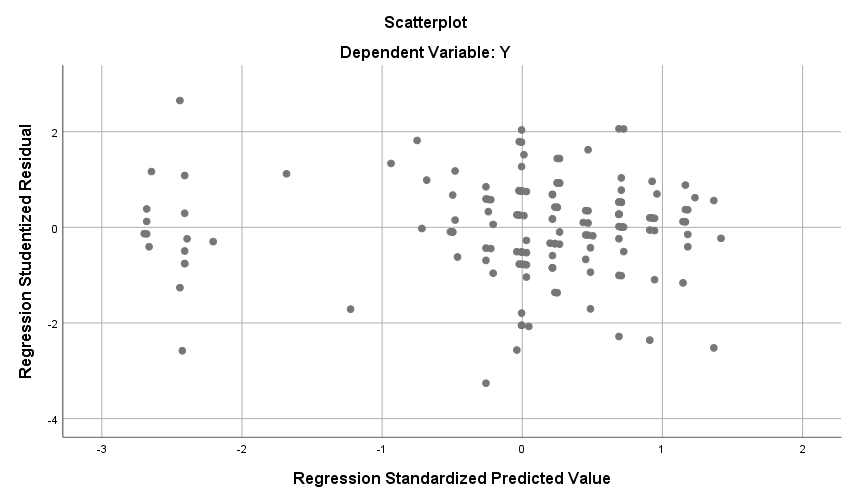 Scatterplot
Dependent Variable: Y
Regression Studentized Residual
2
0
-2
-4
-3
-2
-1
0
1
2
Regression Standardized Predicted Value